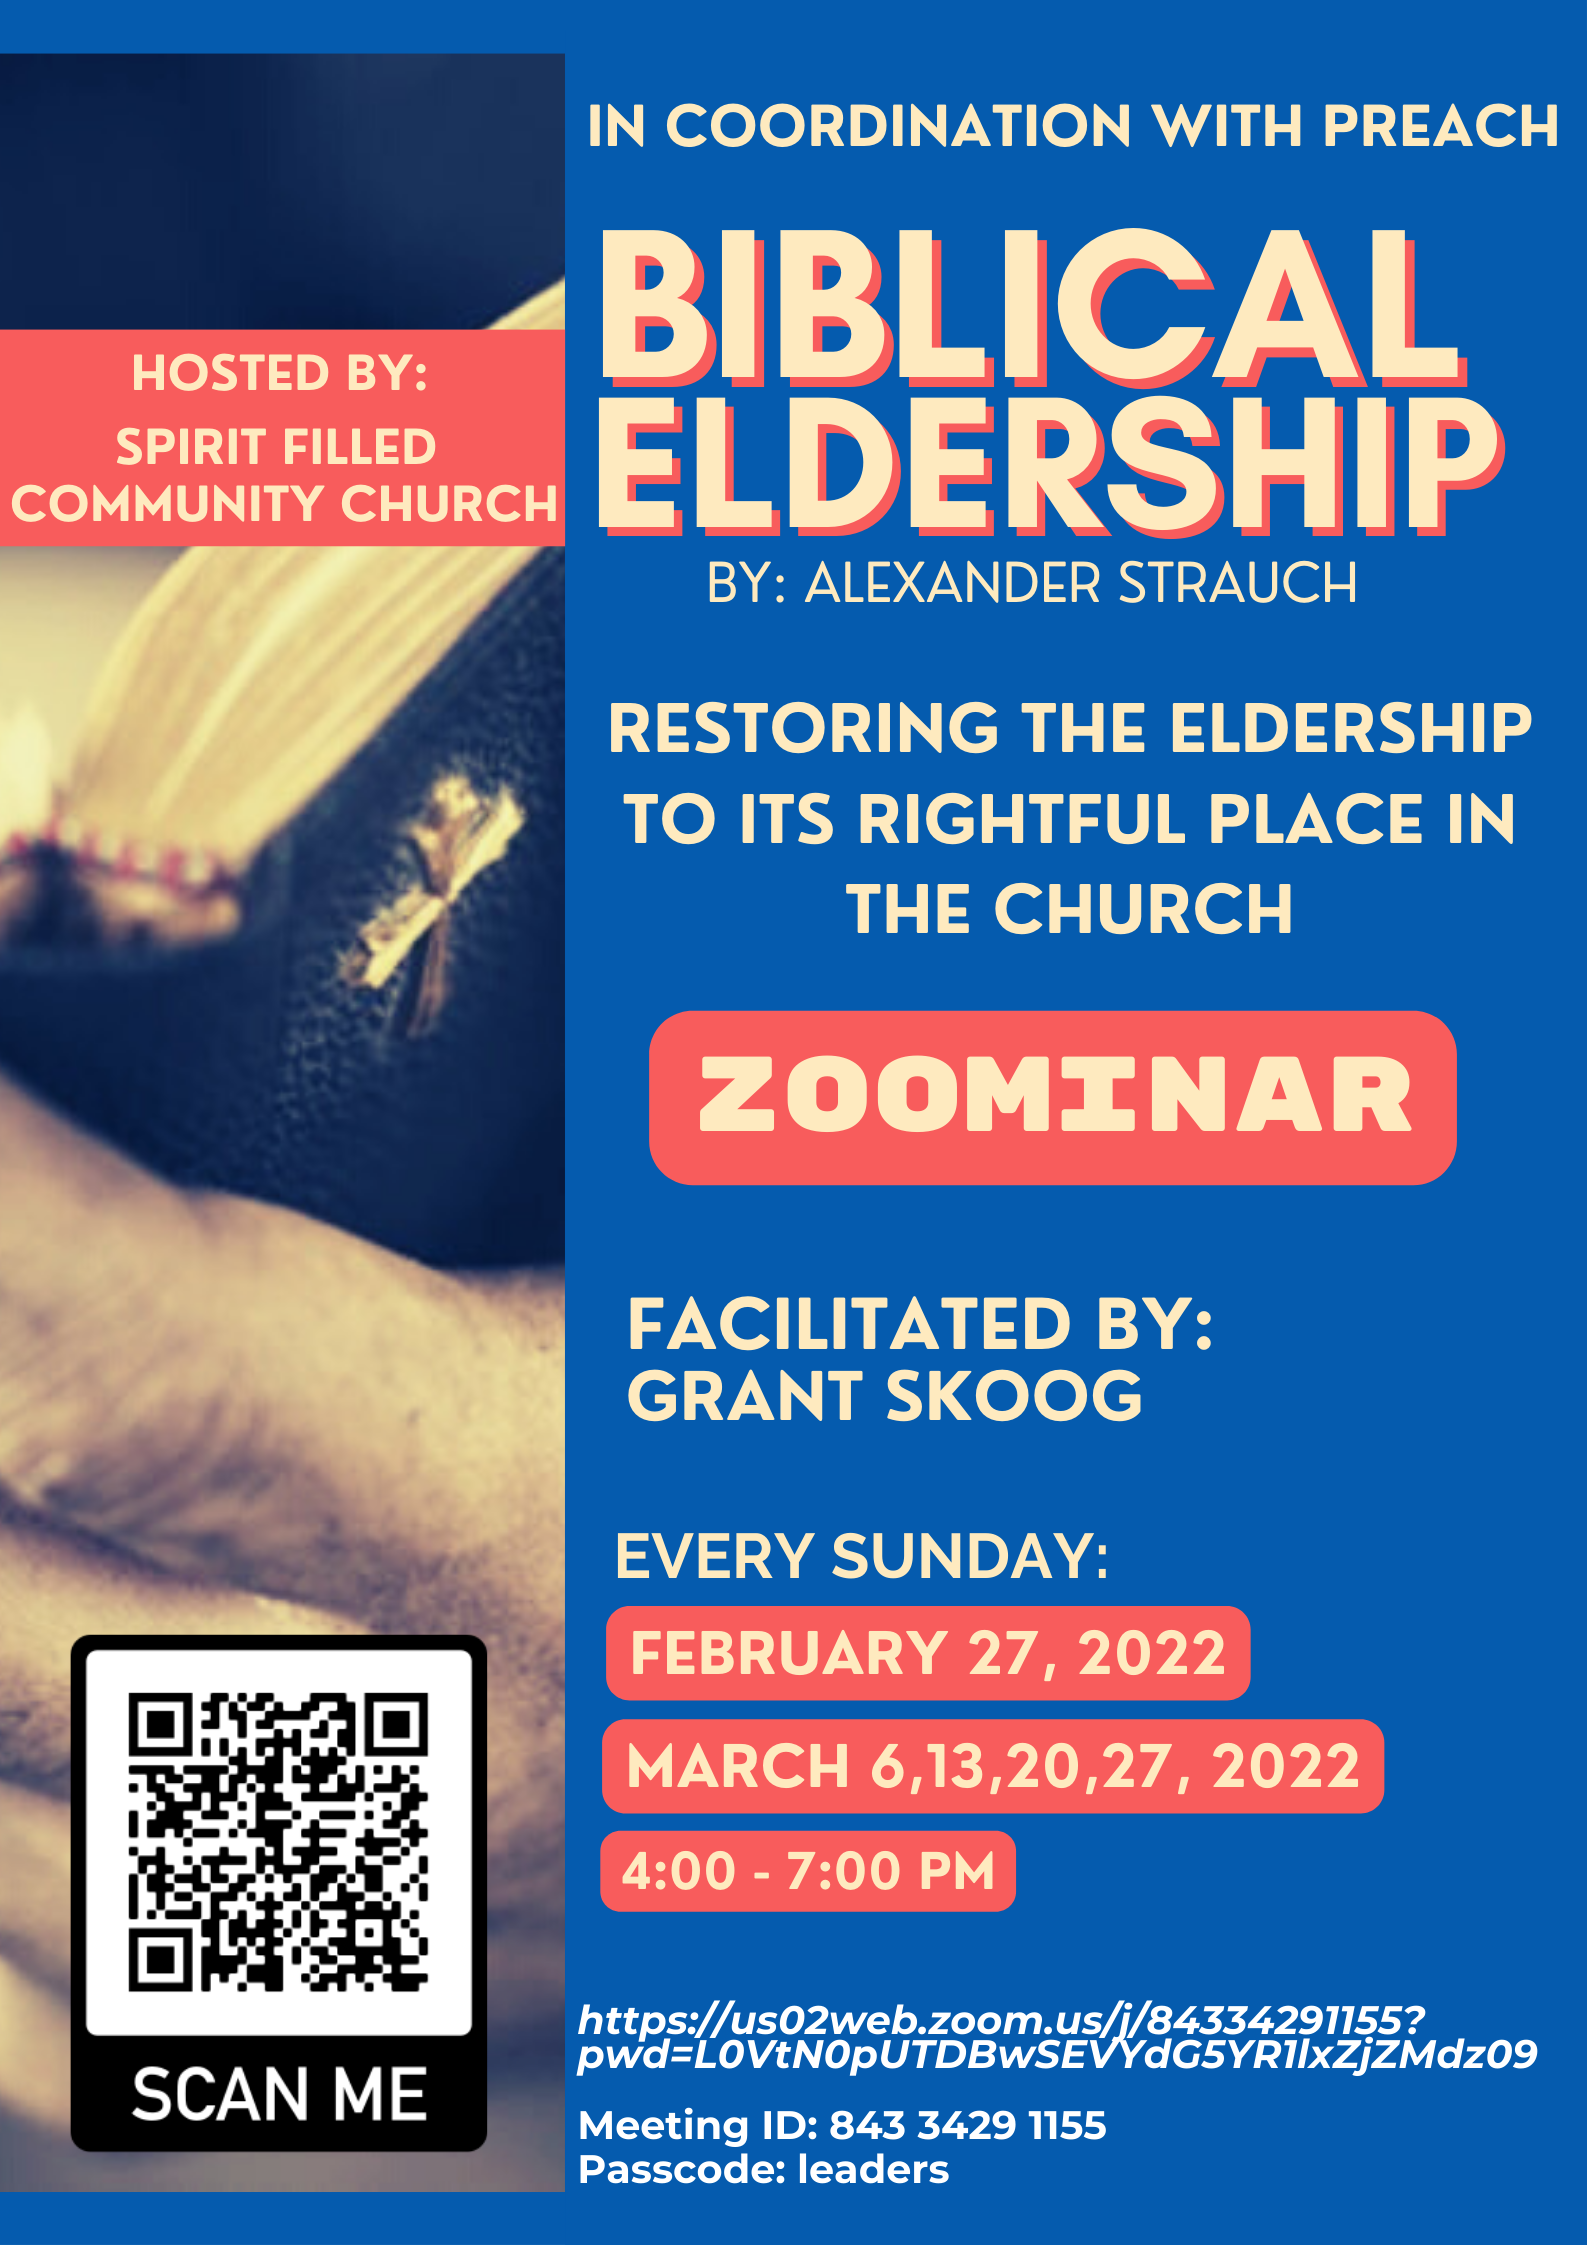 IN COORDINATION WITH PREACH
BIBLICAL
ELDERSHIP
BY: ALEXANDER STRAUCH
HOSTED BY:
SPIRIT FILLED
COMMUNITY CHURCH
RESTORING THE ELDERSHIP
TO ITS RIGHTFUL PLACE IN
THE CHURCH
ZOOMINAR
FACILITATED BY:
GRANT SKOOG
EVERY SUNDAY:
FEBRUARY 27, 2022
MARCH 6,13,20,27, 2022
4:00 - 7:00 PM
https://us02web.zoom.us/j/84334291155?
pwd=L0VtN0pUTDBwSEVYdG5YR1lxZjZMdz09
Meeting ID: 843 3429 1155
Passcode: leaders
SCAN ME